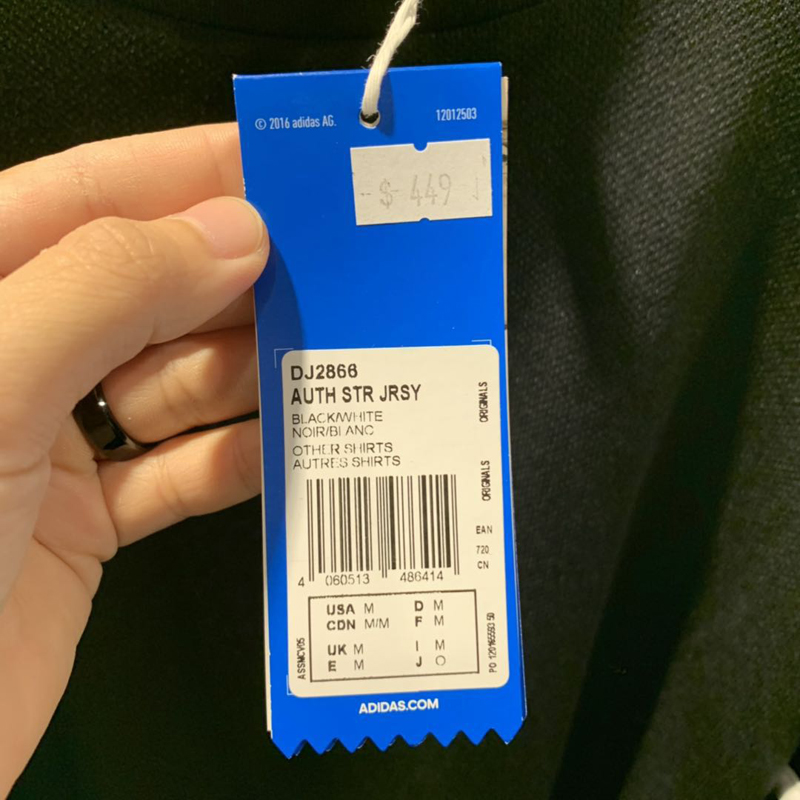 © 2016 adidas AG.
12012503
$ 449
DJ2866
AUTH STR JRSY
BLACK/WHITE
NOIR/BLANC
OTHER SHIRTS
AUTRES SHIRTS
ORIGINALS
ORIGINALS
EAN
720
CN
4 060513 486414
USA M D M
CDN M/M F M
UK M I M
E M J O
ASSMCV05
ADIDAS.COM